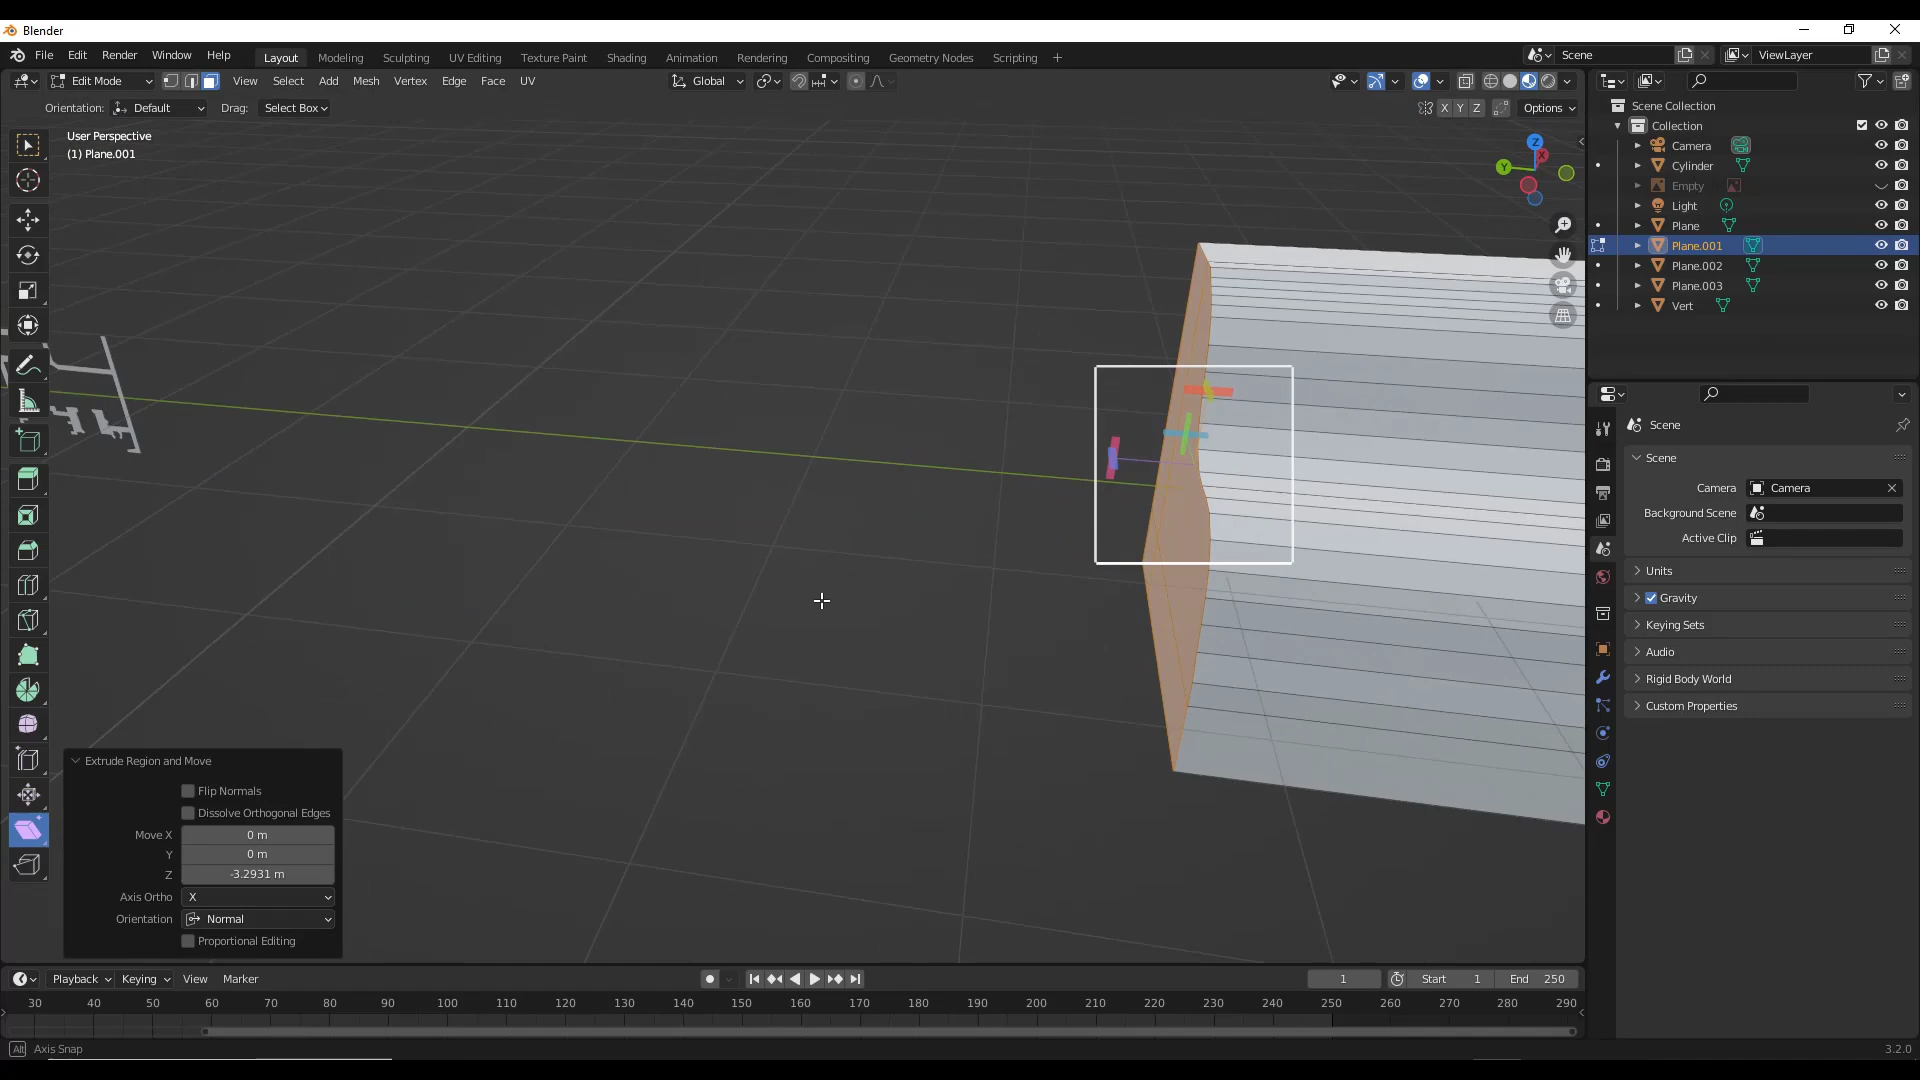 Blender
File Edit Render Window Help Layout Modeling Sculpting UV Editing Texture Paint Shading Animation Rendering Compositing Geometry Nodes Scripting + Scene ViewLayer
Edit Mode View Select Add Mesh Vertex Edge Face UV Global
Orientation: Default Drag: Select Box X Y Z Options
User Perspective
(1) Plane.001
Z
X
Y
Scene Collection
Collection
Camera
Cylinder
Empty
Light
Plane
Plane.001
Plane.002
Plane.003
Vert
Scene
Scene
Camera Camera
Background Scene
Active Clip
Units
Gravity
Keying Sets
Audio
Rigid Body World
Custom Properties
Extrude Region and Move
Flip Normals
Dissolve Orthogonal Edges
Move X 0 m
Y 0 m
Z -3.2931 m
Axis Ortho X
Orientation Normal
Proportional Editing
Playback Keying View Marker 1 Start 1 End 250
30 40 50 60 70 80 90 100 110 120 130 140 150 160 170 180 190 200 210 220 230 240 250 260 270 280 290
Alt Axis Snap 3.2.0